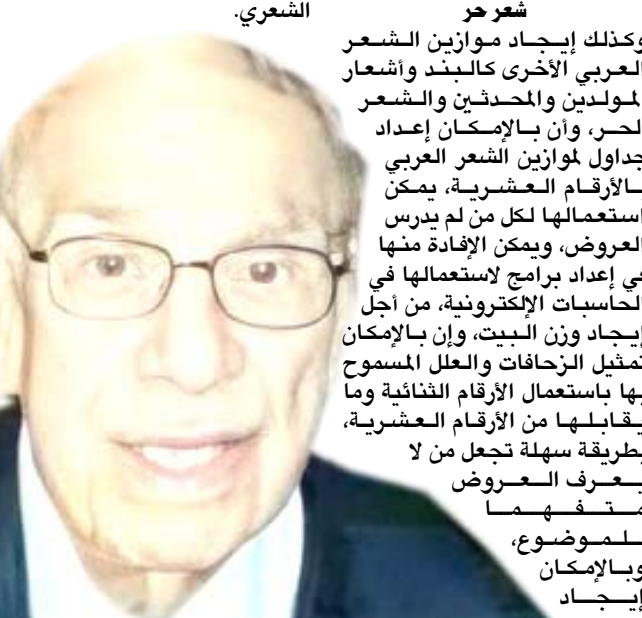 الشعري.
شعر حر
وكذلك إيجاد موازين الشعر
العربي الأخرى كالبند وأشعار
المولدين والمحدثين والشعر
الحر، وأن بالإمكان إعداد
جداول لموازين الشعر العربي
بالأرقام العشرية، يمكن
استعمالها لكل من لم يدرس
العروض، ويمكن الإفادة منها
في إعداد برامج لاستعمالها في
الحاسبات الإلكترونية، من أجل
إيجاد وزن البيت، وإن بالإمكان
تمثيل الزحافات والعلل المسموح
بها باستعمال الأرقام الثنائية وما
يقابلها من الأرقام العشرية،
بطريقة سهلة تجعل من لا
يعرف العروض
متفهما
للموضوع،
وبالإمكان
إيجاد